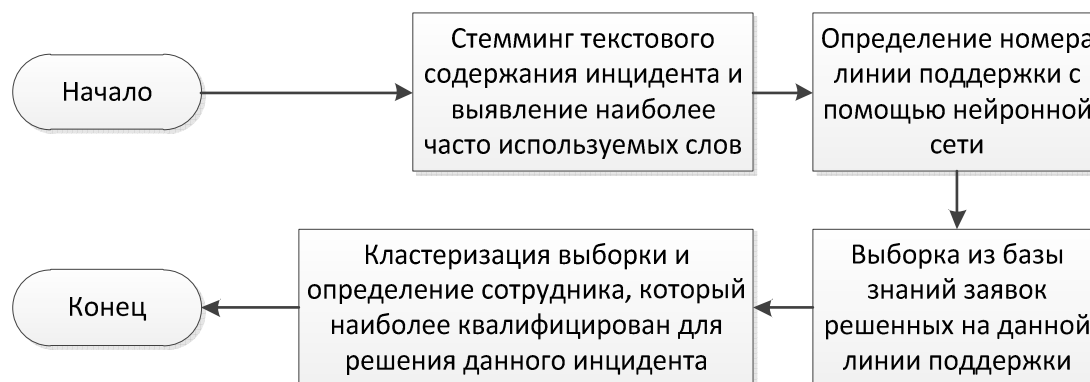 Начало
Стемминг текстового
содержания инцидента и
выявление наиболее
часто используемых слов
Определение номера
линии поддержки с
помощью нейронной
сети
Выборка из базы
знаний заявок
решенных на данной
линии поддержки
Кластеризация выборки и
определение сотрудника, который
наиболее квалифицирован для
решения данного инцидента
Конец